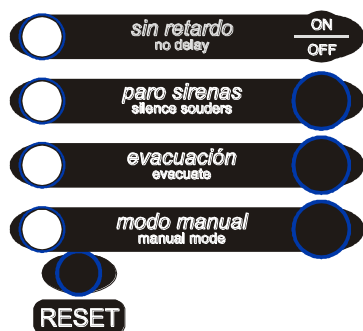 sin retardo
no delay
ON
OFF
paro sirenas
silence souders
evacuación
evacuate
modo manual
manual mode
RESET